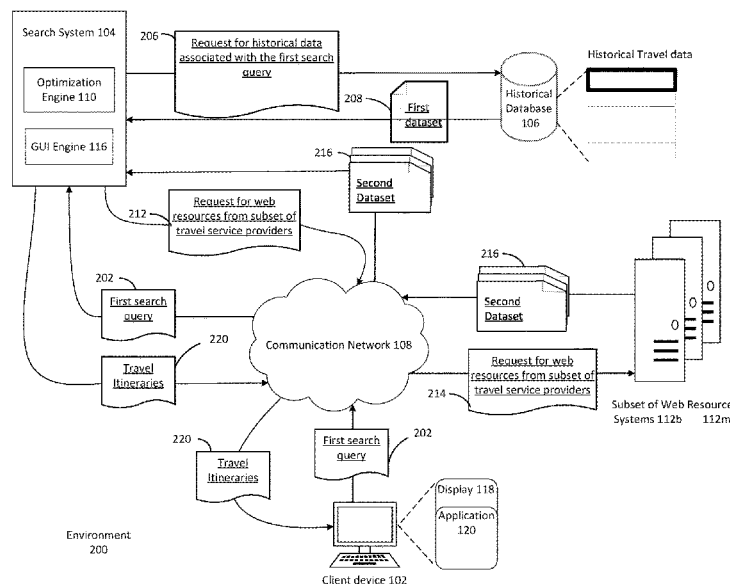 Search System 104
Optimization
Engine 110
GUI Engine 116
206
Request for historical data
associated with the first search
query
208
First
dataset
Historical
Database
106
Historical Travel data
216
Second
Dataset
212
Request for web
resources from subset of
travel service providers
202
First search
query
220
Travel
Itineraries
Communication Network 108
216
Second
Dataset
Request for web
resources from subset of
travel service providers
214
Subset of Web Resource
Systems 112b 112m
220
Travel
Itineraries
First search
query
202
Display 118
Application
120
Environment
200
Client device 102